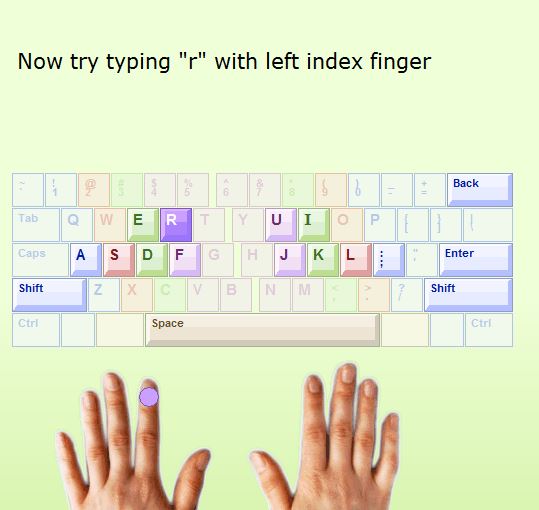 Now try typing "r" with left index finger
~ ` ! 1 @ 2 # 3 $ 4 % 5 ^ 6 & 7 * 8 ( 9 ) 0 _ - + = Back
Tab Q W E R T Y U I O P { [ } ] | \
Caps A S D F G H J K L : ; " ' Enter
Shift Z X C V B N M < , > . ? / Shift
Ctrl Space Ctrl